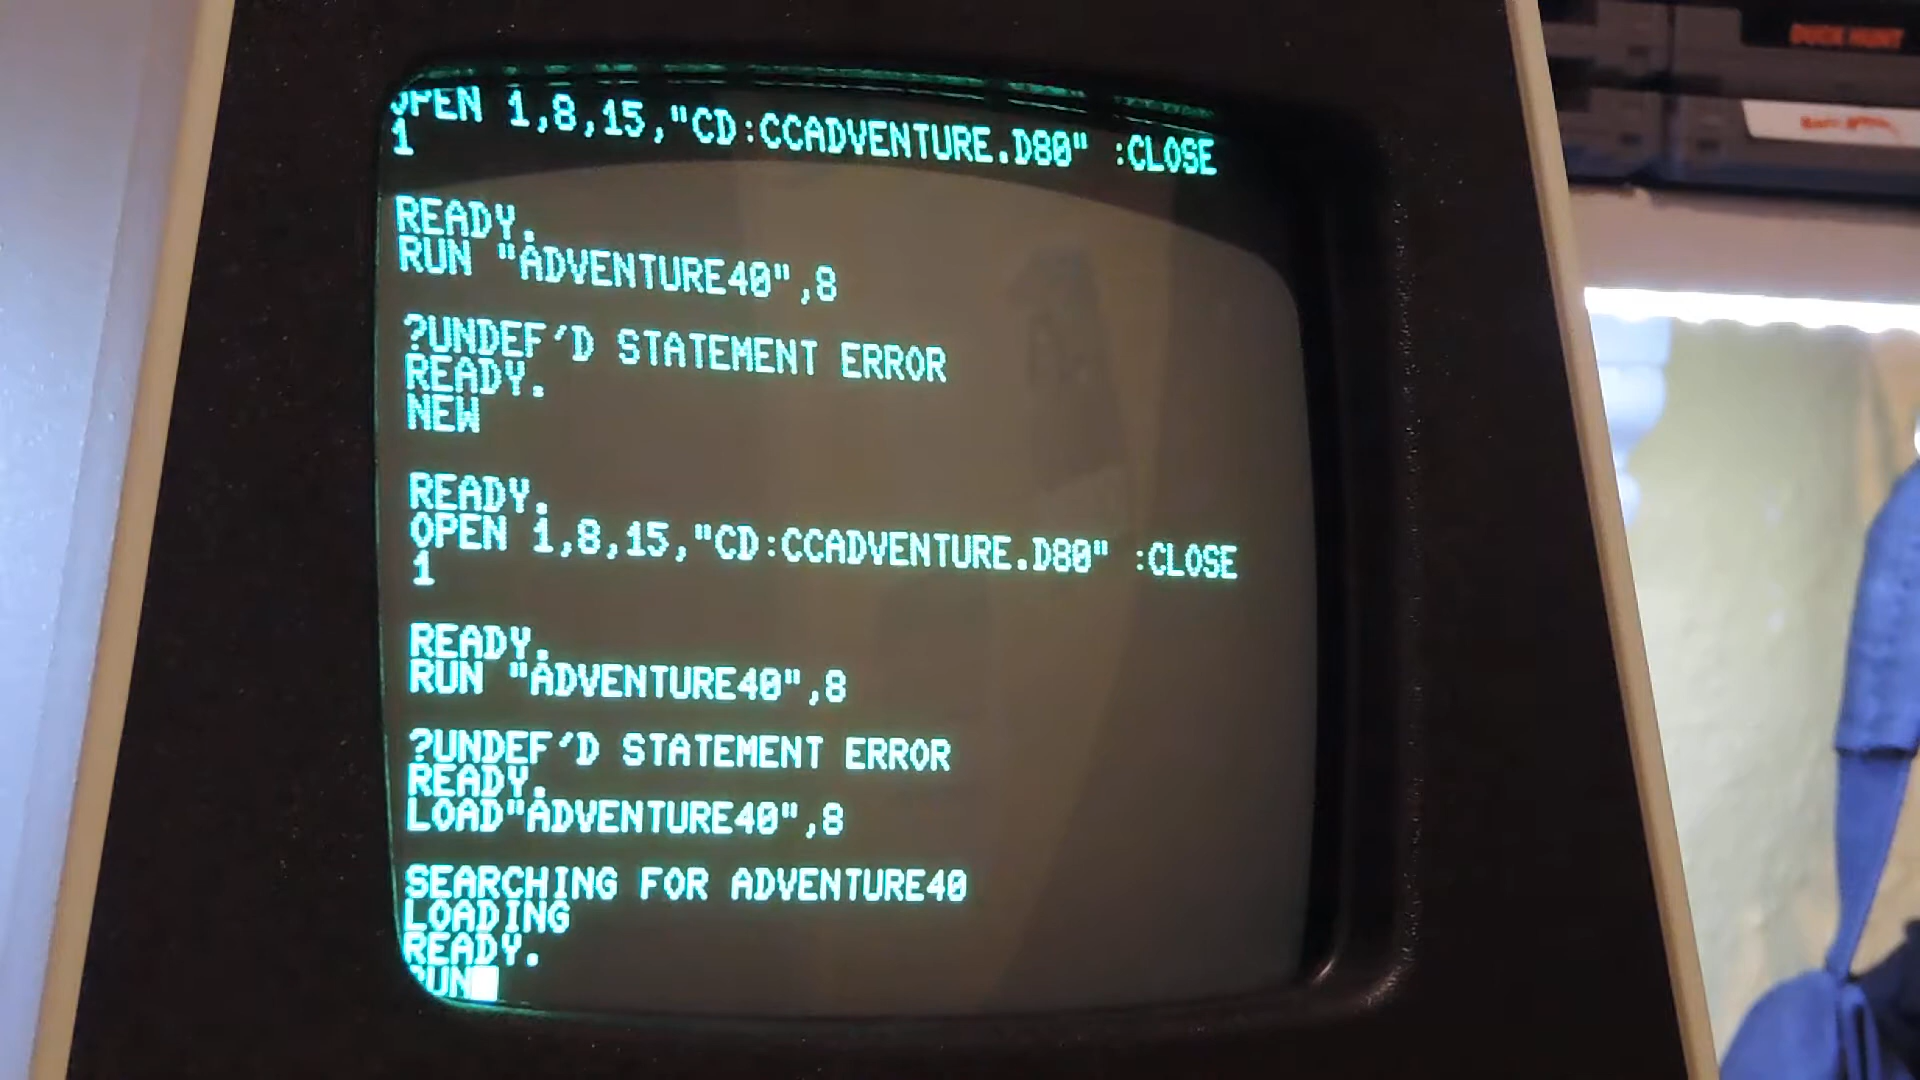 OPEN 1,8,15,"CD:CCADVENTURE.D80" :CLOSE
1
READY.
RUN "ADVENTURE40",8
?UNDEF'D STATEMENT ERROR
READY.
NEW
READY.
OPEN 1,8,15,"CD:CCADVENTURE.D80" :CLOSE
1
READY.
RUN "ADVENTURE40",8
?UNDEF'D STATEMENT ERROR
READY.
LOAD"ADVENTURE40",8
SEARCHING FOR ADVENTURE40
LOADING
READY.
RUN
DUCK HUNT